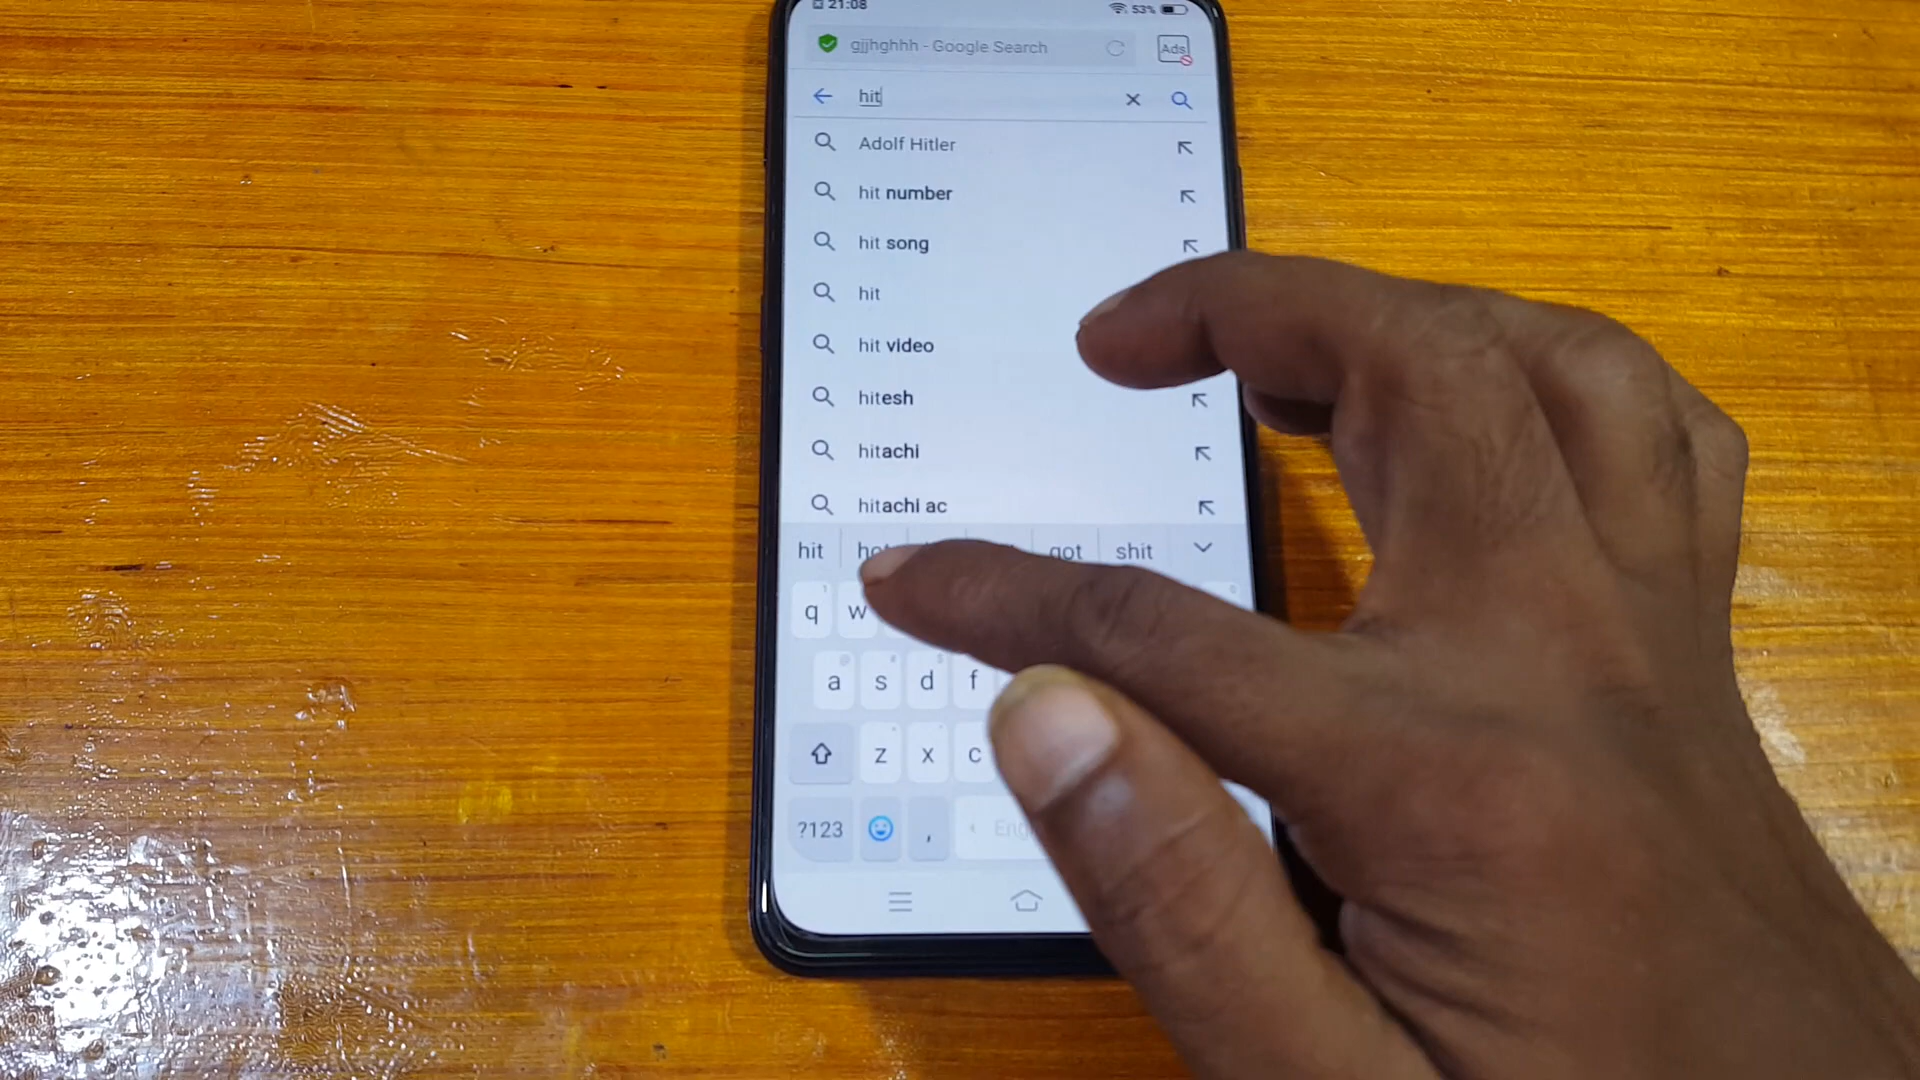 21:08 53%
gjjhghhh - Google Search Ads
hit
Adolf Hitler
hit number
hit song
hit
hit video
hitesh
hitachi
hitachi ac
hit got shit
q w
a s d f
z x c
?123 ,